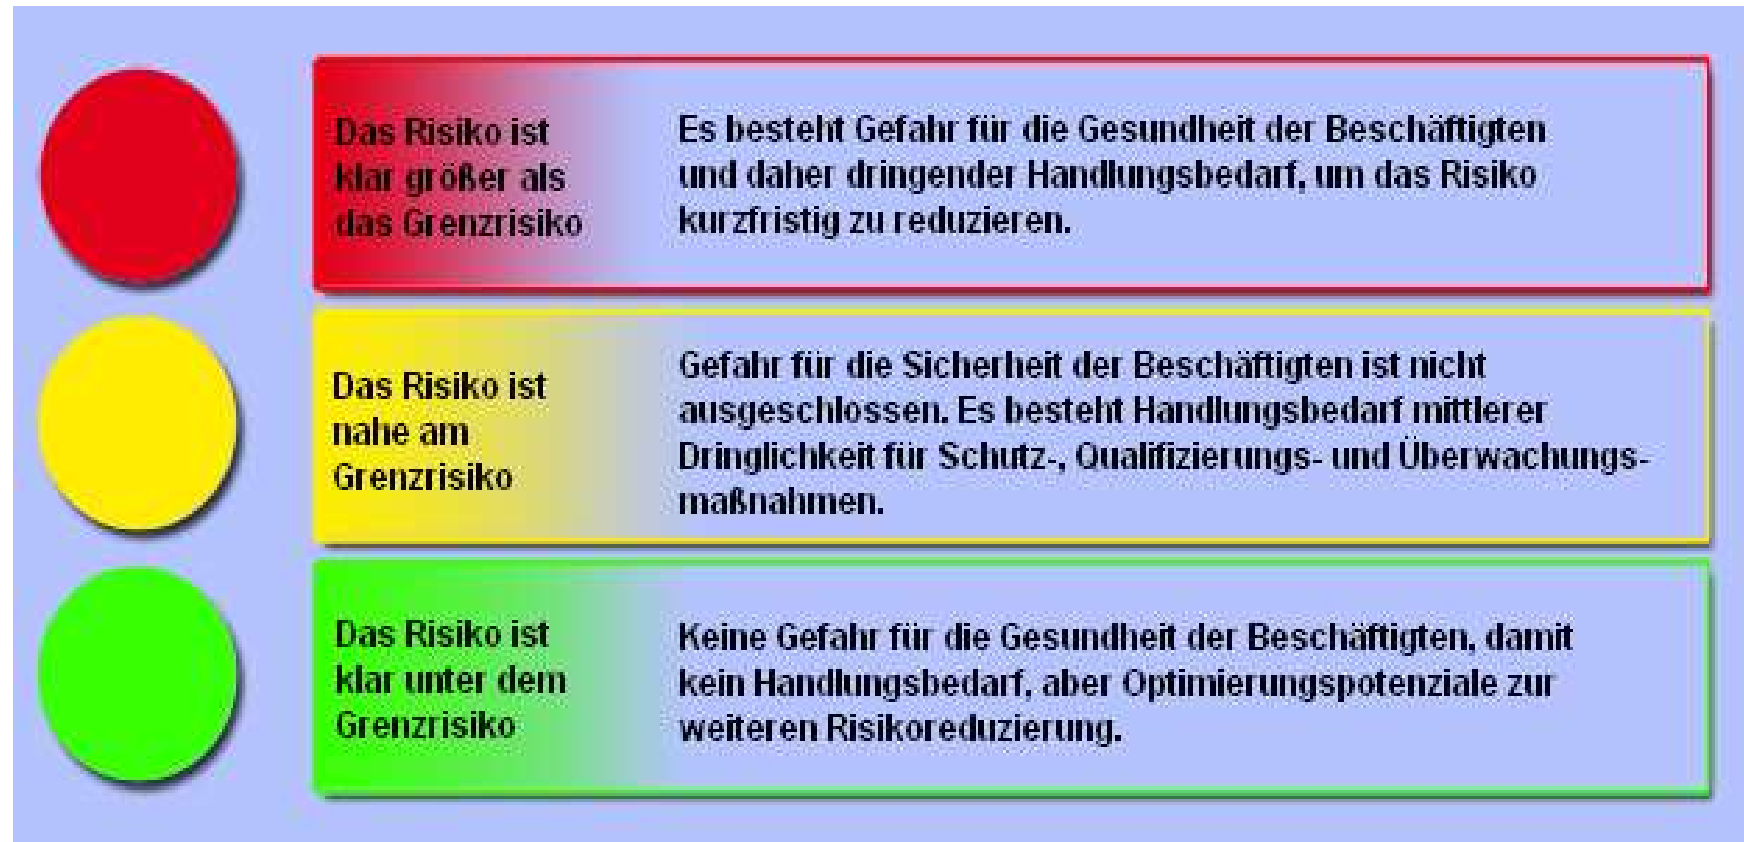 Das Risiko ist
klar größer als
das Grenzrisiko
Es besteht Gefahr für die Gesundheit der Beschäftigten
und daher dringender Handlungsbedarf, um das Risiko
kurzfristig zu reduzieren.
Das Risiko ist
nahe am
Grenzrisiko
Gefahr für die Sicherheit der Beschäftigten ist nicht
ausgeschlossen. Es besteht Handlungsbedarf mittlerer
Dringlichkeit für Schutz-, Qualifizierungs- und Überwachungs-
maßnahmen.
Das Risiko ist
klar unter dem
Grenzrisiko
Keine Gefahr für die Gesundheit der Beschäftigten, damit
kein Handlungsbedarf, aber Optimierungspotenziale zur
weiteren Risikoreduzierung.